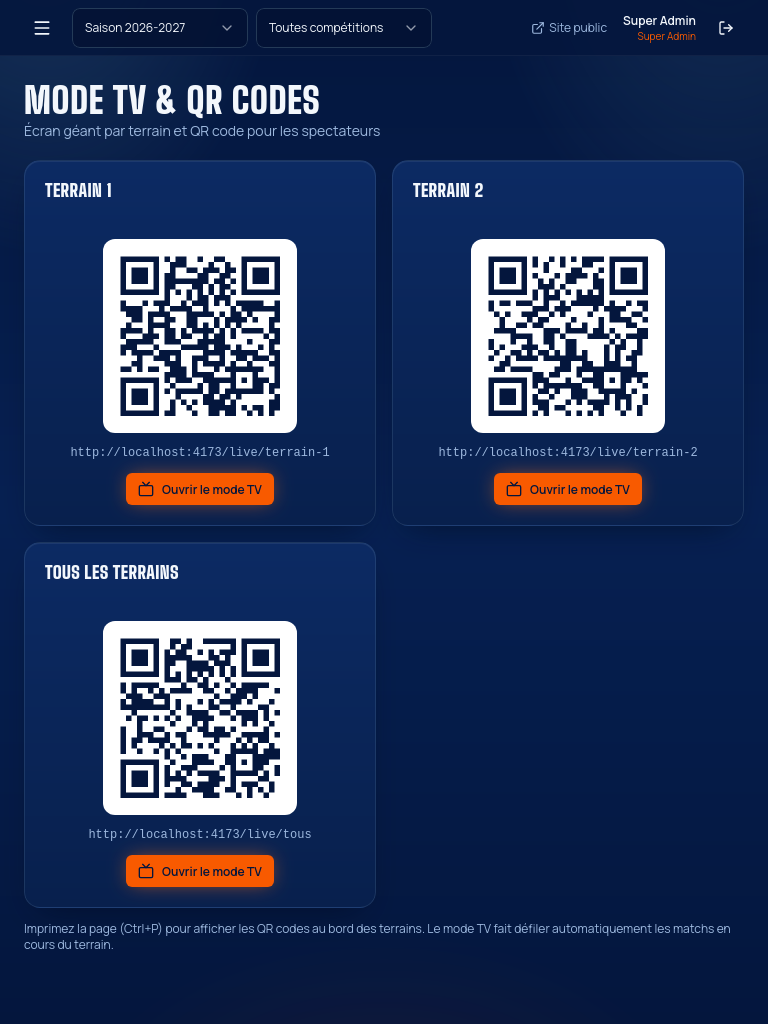 Saison 2026-2027
Toutes compétitions
Site public
Super Admin
Super Admin
MODE TV & QR CODES
Écran géant par terrain et QR code pour les spectateurs
TERRAIN 1
TERRAIN 2
http://localhost:4173/live/terrain-1
http://localhost:4173/live/terrain-2
Ouvrir le mode TV
Ouvrir le mode TV
TOUS LES TERRAINS
http://localhost:4173/live/tous
Ouvrir le mode TV
Imprimez la page (Ctrl+P) pour afficher les QR codes au bord des terrains. Le mode TV fait défiler automatiquement les matchs en
cours du terrain.